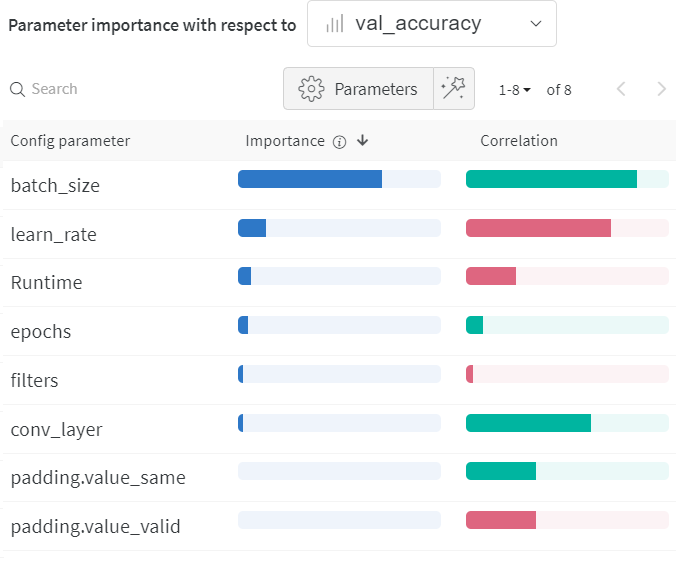 Parameter importance with respect to val_accuracy
Search Parameters 1-8 of 8
Config parameter Importance Correlation
batch_size
learn_rate
Runtime
epochs
filters
conv_layer
padding.value_same
padding.value_valid